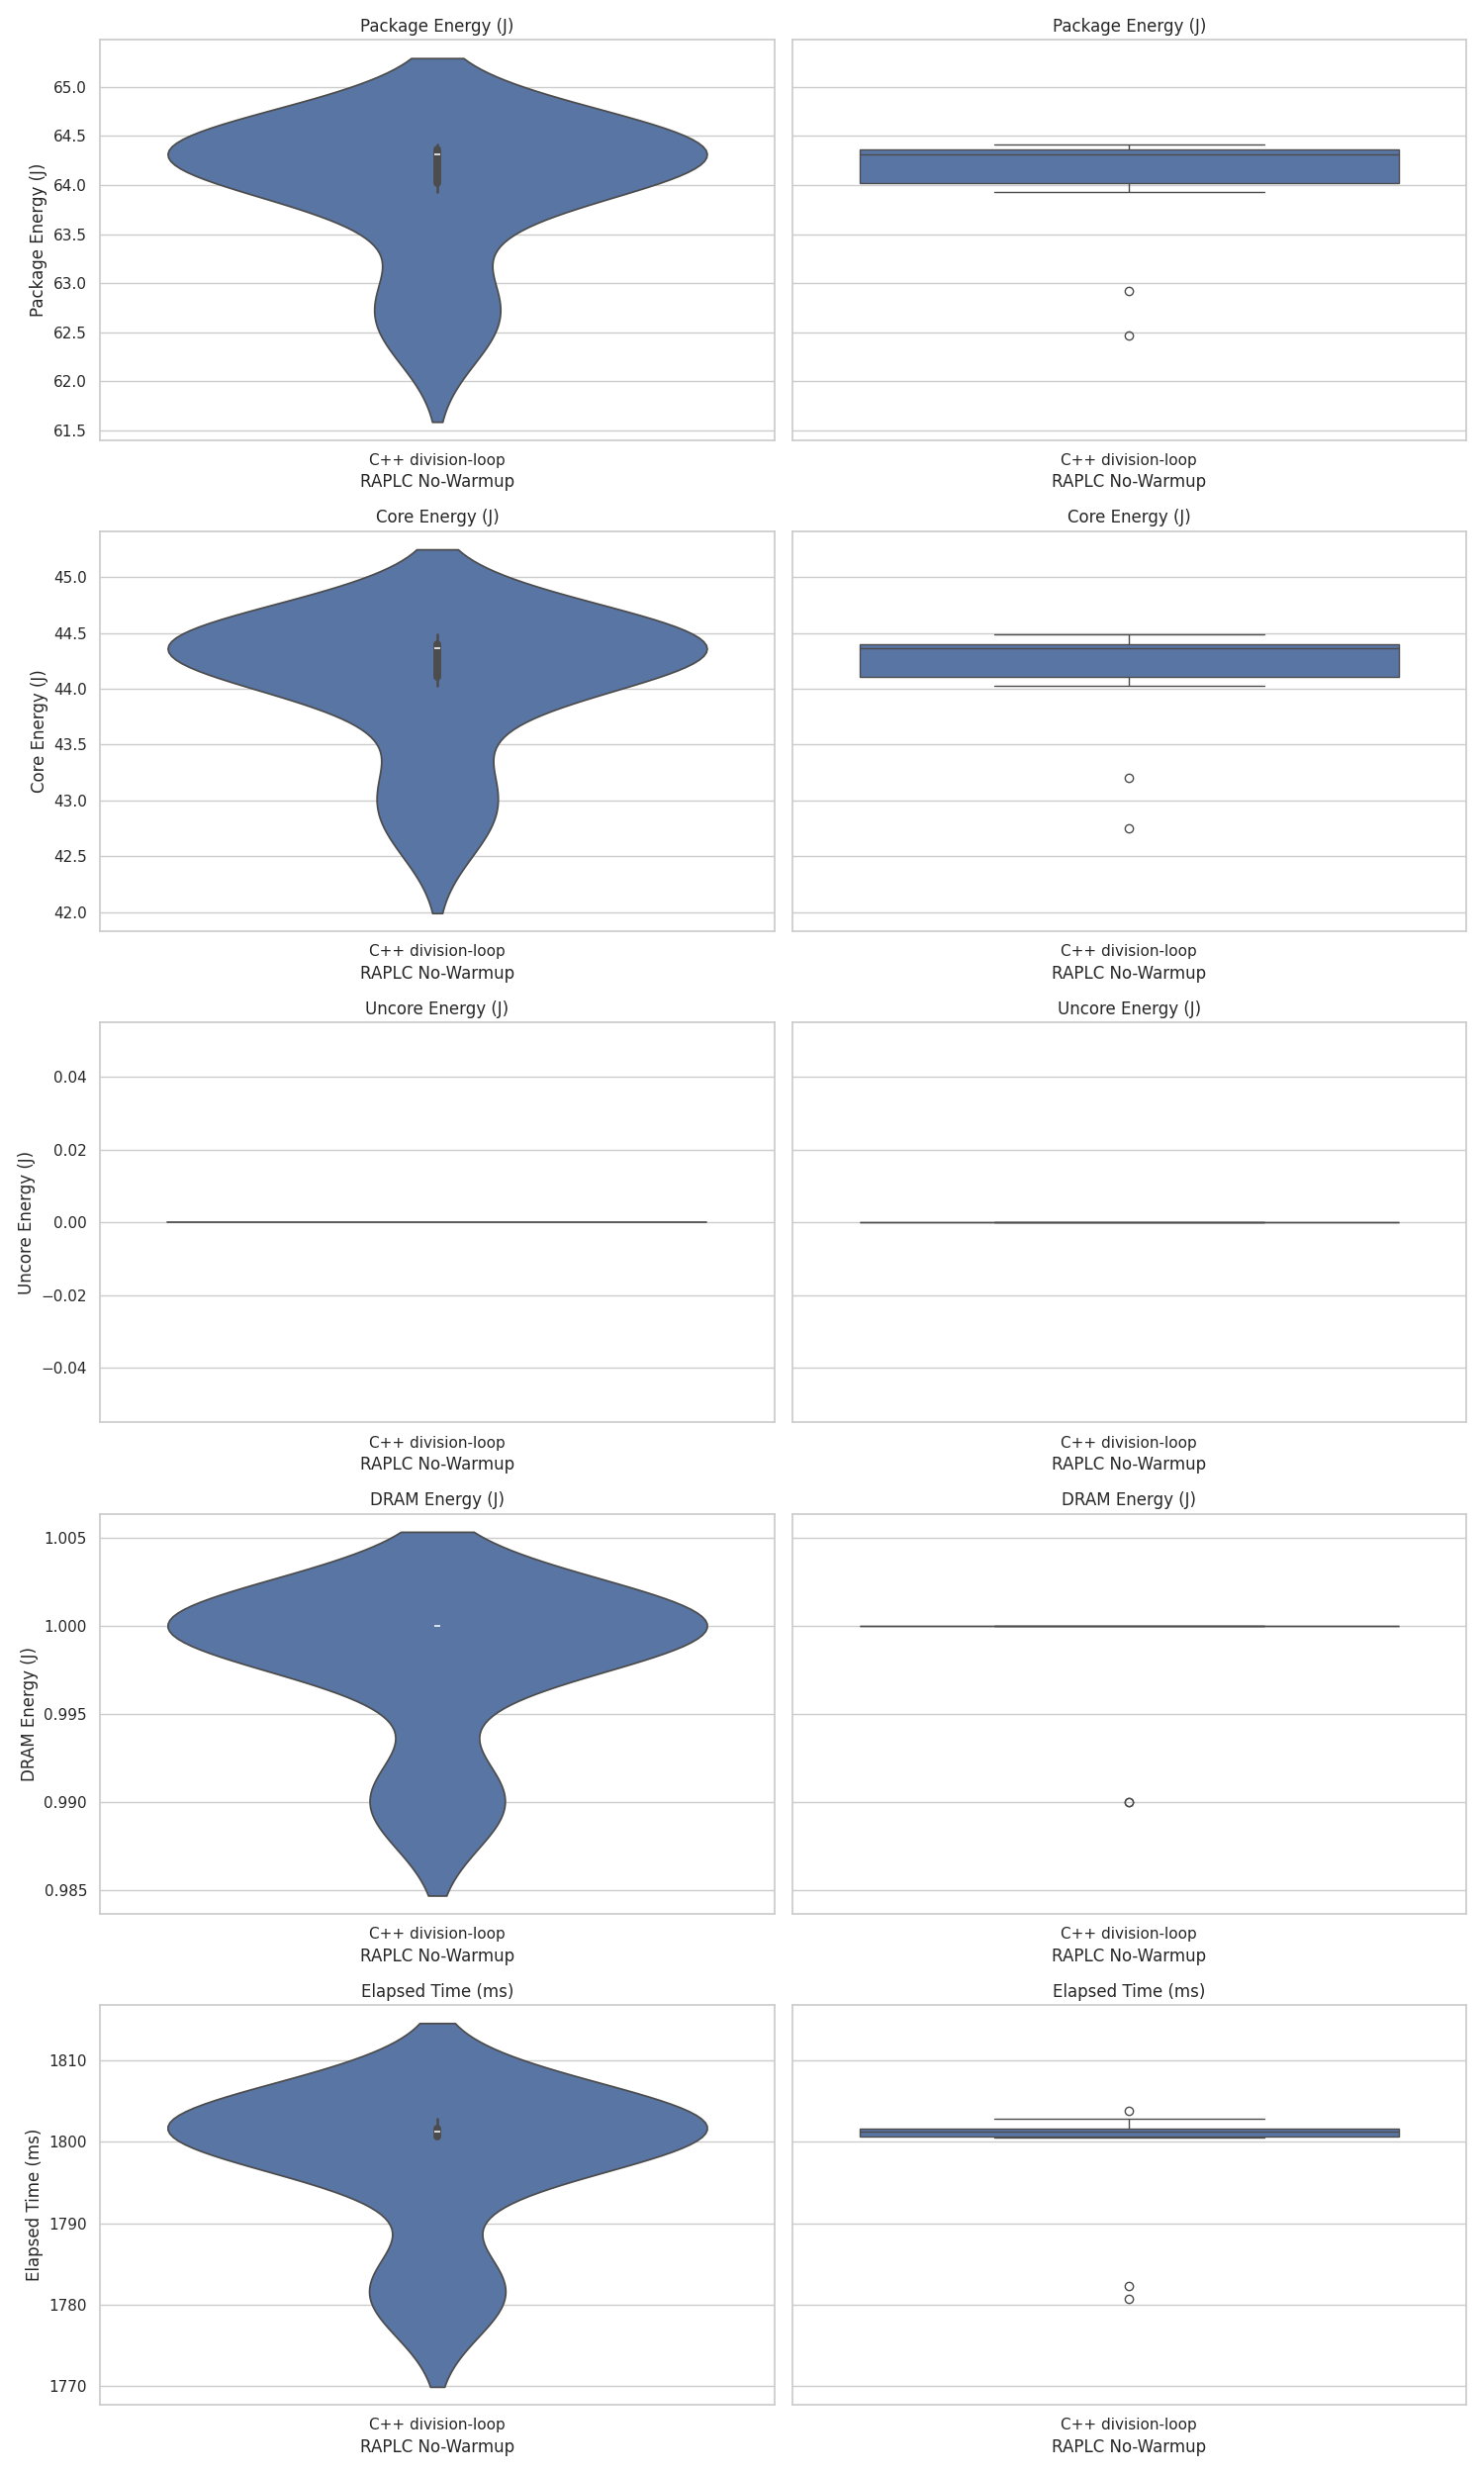 Package Energy (J)
Package Energy (J)
Package Energy (J)
65.0
64.5
64.0
63.5
63.0
62.5
62.0
61.5
C++ division-loop
C++ division-loop
RAPLC No-Warmup
RAPLC No-Warmup
Core Energy (J)
Core Energy (J)
Core Energy (J)
45.0
44.5
44.0
43.5
43.0
42.5
42.0
C++ division-loop
C++ division-loop
RAPLC No-Warmup
RAPLC No-Warmup
Uncore Energy (J)
Uncore Energy (J)
Uncore Energy (J)
0.04
0.02
0.00
−0.02
−0.04
C++ division-loop
C++ division-loop
RAPLC No-Warmup
RAPLC No-Warmup
DRAM Energy (J)
DRAM Energy (J)
DRAM Energy (J)
1.005
1.000
0.995
0.990
0.985
C++ division-loop
C++ division-loop
RAPLC No-Warmup
RAPLC No-Warmup
Elapsed Time (ms)
Elapsed Time (ms)
Elapsed Time (ms)
1810
1800
1790
1780
1770
C++ division-loop
C++ division-loop
RAPLC No-Warmup
RAPLC No-Warmup